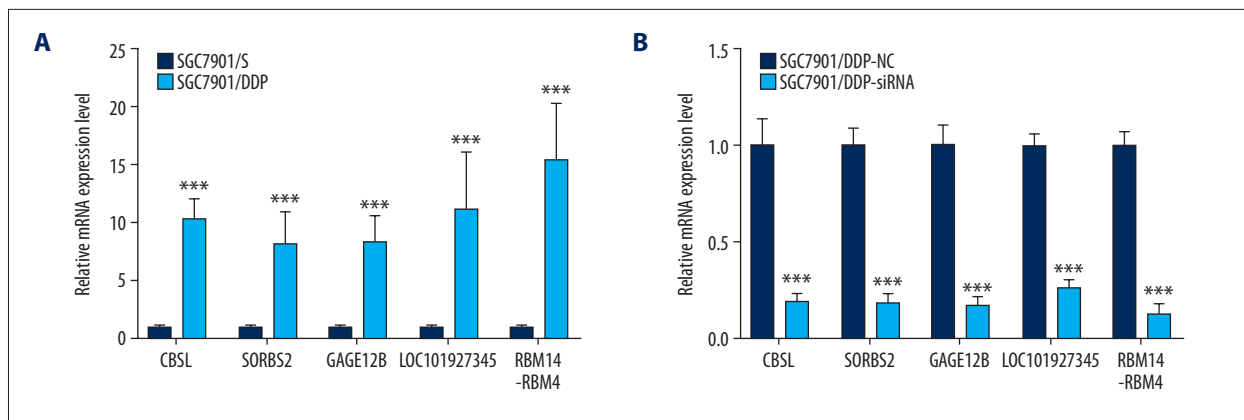 A
SGC7901/S
SGC7901/DDP
Relative mRNA expression level
25
20
15
10
5
0
***
***
***
***
***
CBSL
SORBS2
GAGE12B
LOC101927345
RBM14
-RBM4
B
SGC7901/DDP-NC
SGC7901/DDP-siRNA
Relative mRNA expression level
1.5
1.0
0.5
0.0
***
***
***
***
***
CBSL
SORBS2
GAGE12B
LOC101927345
RBM14
-RBM4